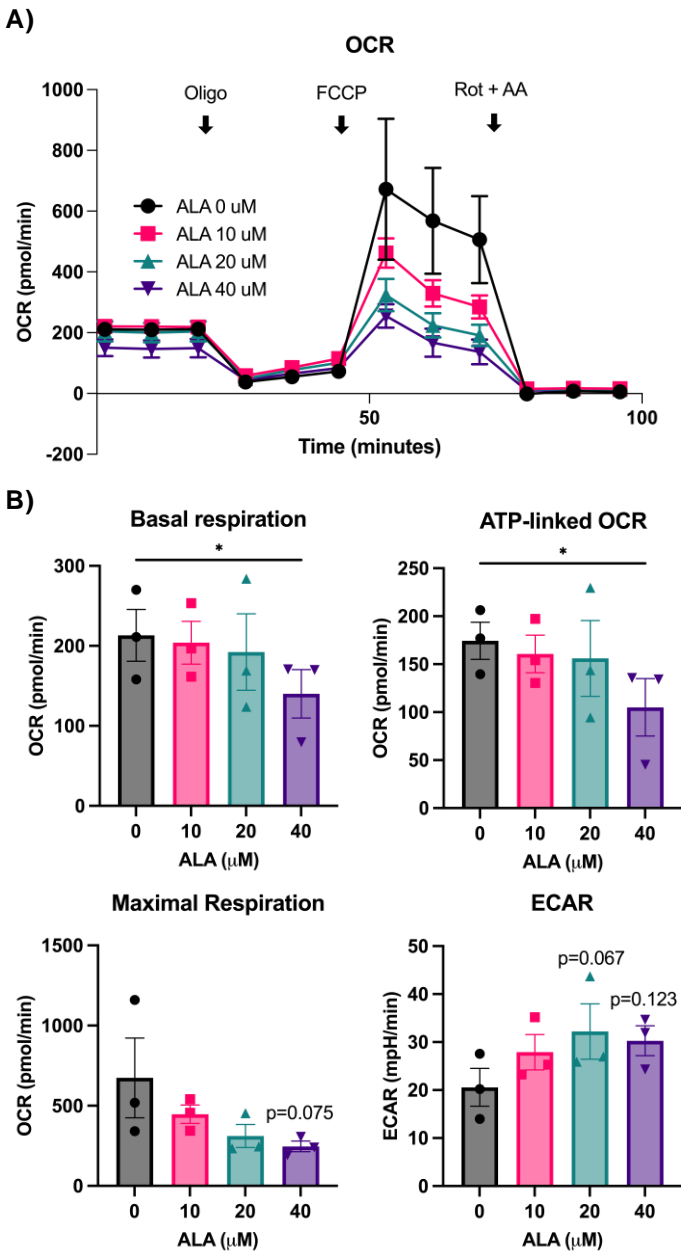 A)
OCR
Oligo
FCCP
Rot + AA
1000
800
600
400
200
0
-200
OCR (pmol/min)
ALA 0 uM
ALA 10 uM
ALA 20 uM
ALA 40 uM
50
100
Time (minutes)
B)
Basal respiration
*
300
200
100
0
OCR (pmol/min)
0 10 20 40
ALA (μM)
ATP-linked OCR
*
250
200
150
100
50
0
OCR (pmol/min)
0 10 20 40
ALA (μM)
Maximal Respiration
1500
1000
500
0
OCR (pmol/min)
p=0.075
0 10 20 40
ALA (μM)
ECAR
50
40
30
20
10
0
ECAR (mpH/min)
p=0.067
p=0.123
0 10 20 40
ALA (μM)